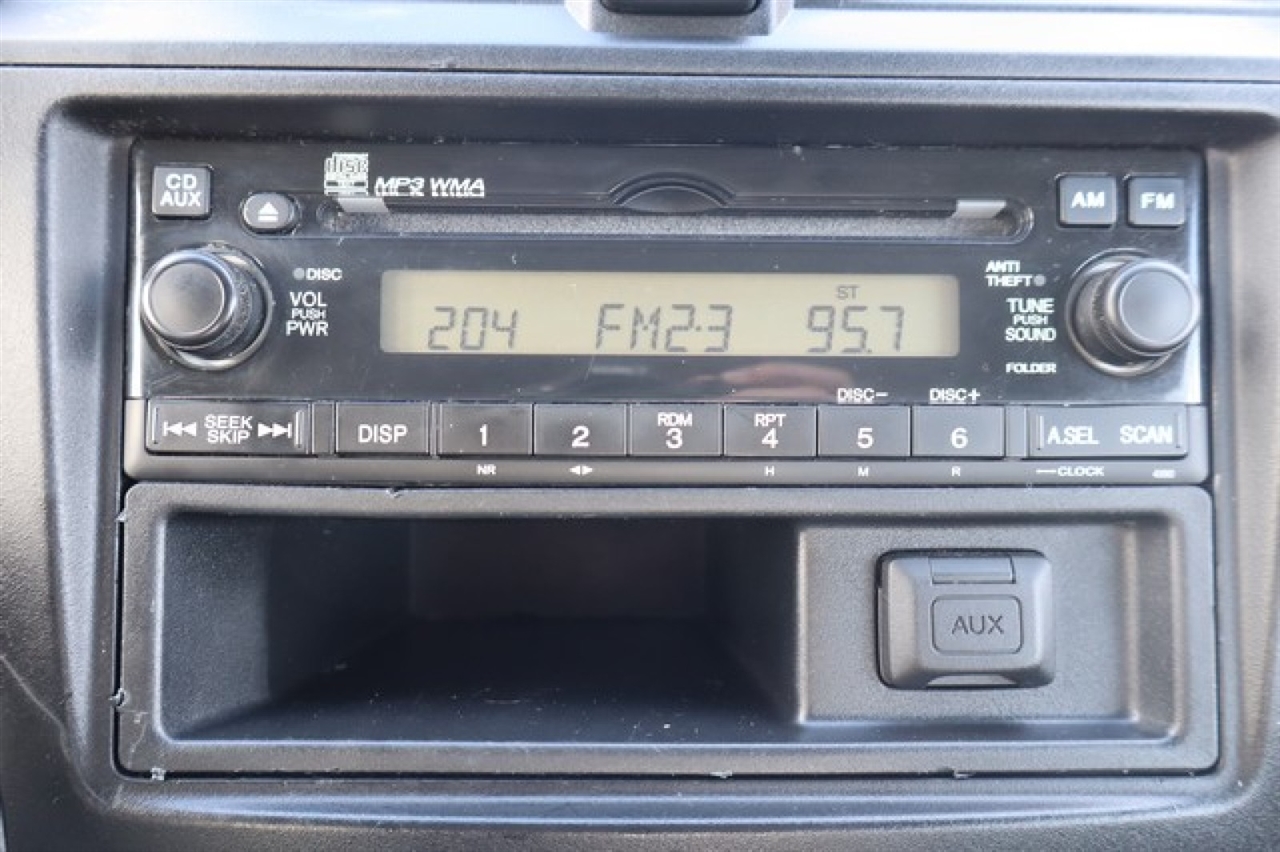 CD
AUX
disc
MP3 WMA
AM
FM
DISC
VOL
PUSH
PWR
204 FM2-3 ST 95.7
ANTI
THEFT
TUNE
PUSH
SOUND
FOLDER
DISC- DISC+
SEEK
SKIP
DISP
1
2
RDM
3
RPT
4
5
6
A.SEL SCAN
NR
H
M
R
CLOCK
AUX